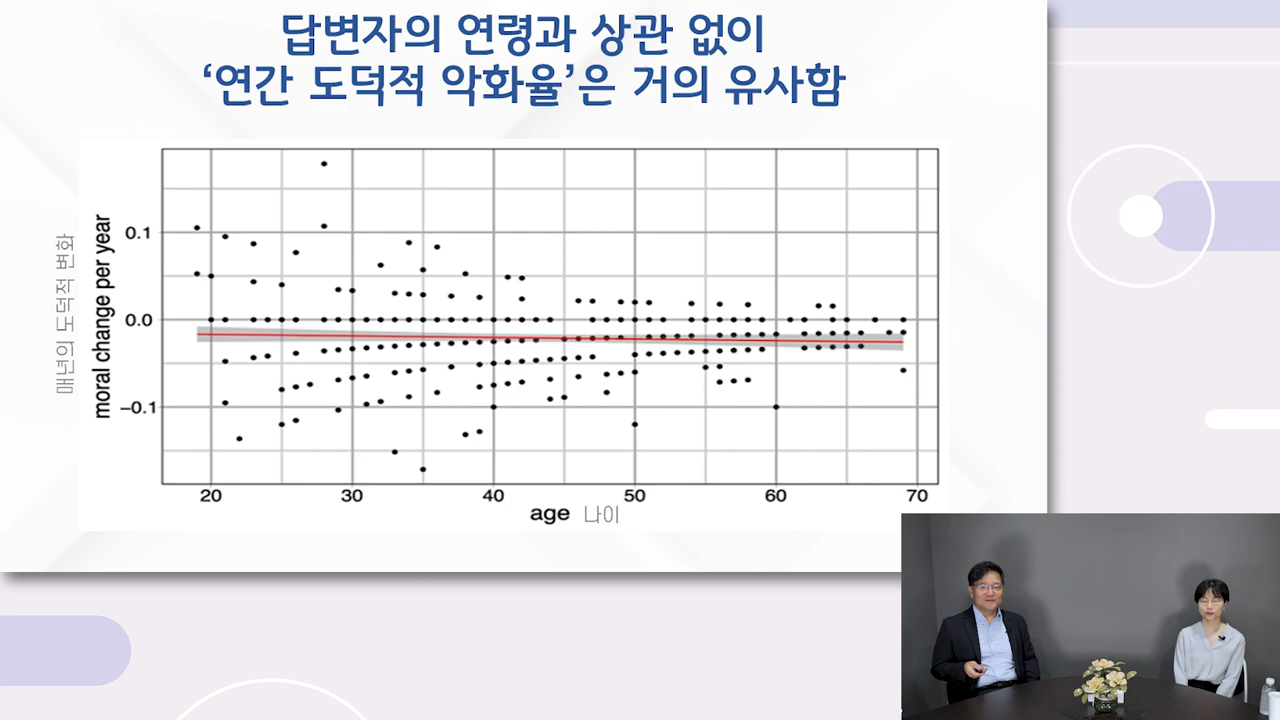 답변자의 연령과 상관 없이
‘연간 도덕적 악화율’은 거의 유사함
매년의 도덕적 변화
moral change per year
0.1
0.0
−0.1
20 30 40 50 60 70
age 나이